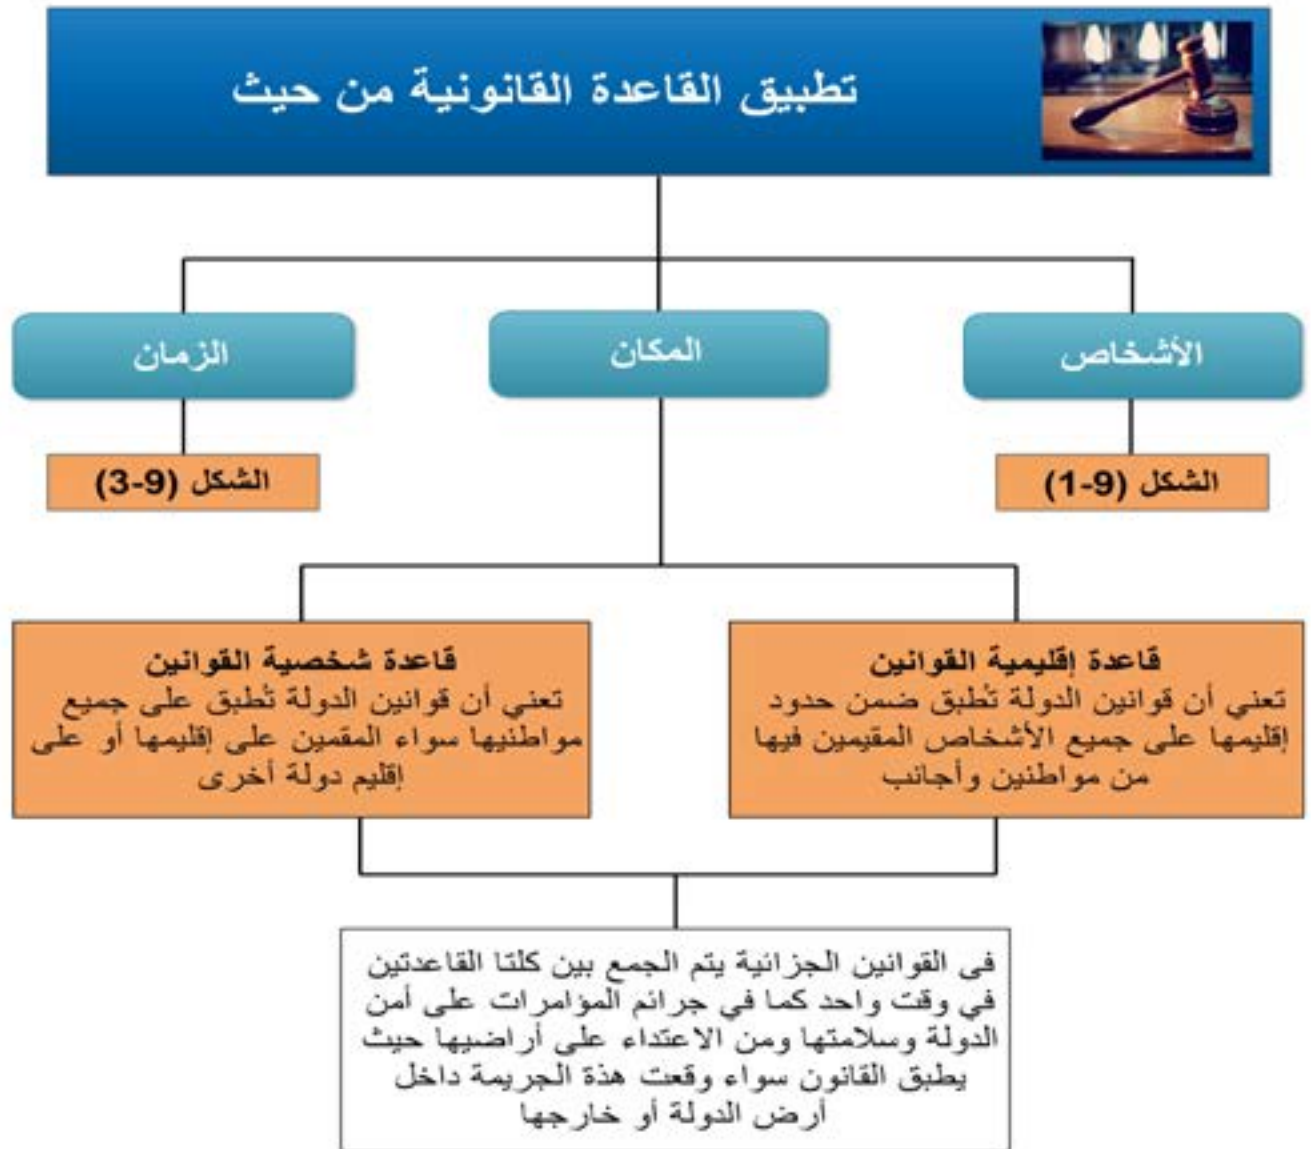 تطبيق القاعدة القانونية من حيث
الأشخاص
المكان
الزمان
الشكل (9-1)
الشكل (9-3)
قاعدة إقليمية القوانين
تعني أن قوانين الدولة تُطبق ضمن حدود
إقليمها على جميع الأشخاص المقيمين فيها
من مواطنين وأجانب
قاعدة شخصية القوانين
تعني أن قوانين الدولة تُطبق على جميع
مواطنيها سواء المقمين على إقليمها أو على
إقليم دولة أخرى
في القوانين الجزائية يتم الجمع بين كلتا القاعدتين
في وقت واحد كما في جرائم المؤامرات على أمن
الدولة وسلامتها ومن الاعتداء على أراضيها حيث
يطبق القانون سواء وقعت هذة الجريمة داخل
أرض الدولة أو خارجها